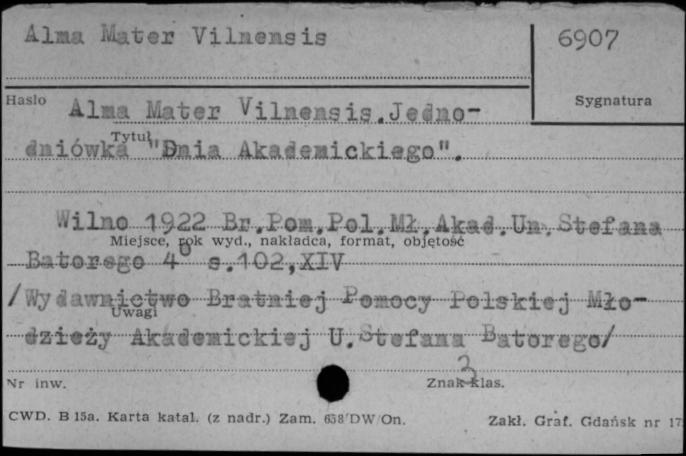 Alma Mater Vilnensis
6907
Hasło
Sygnatura
Alma Mater Vilnensis.Jedno-
Tytuł
dniówka "Dnia Akademickiego".
Wilno 1922 Br.Pom.Pol.Mł.Akad.Un.Stefana
Miejsce, rok wyd., nakładca, format, objętość
Batorego 4° s.102,XIV
/Wydawnictwo Bratniej Pomocy Polskiej Mło-
Uwagi
dzieży Akademickiej U.Stefana Batorego/
3
Nr inw.
Znak klas.
CWD. B 15a. Karta katal. (z nadr.) Zam. 658/DW/On.
Zakł. Graf. Gdańsk nr 17